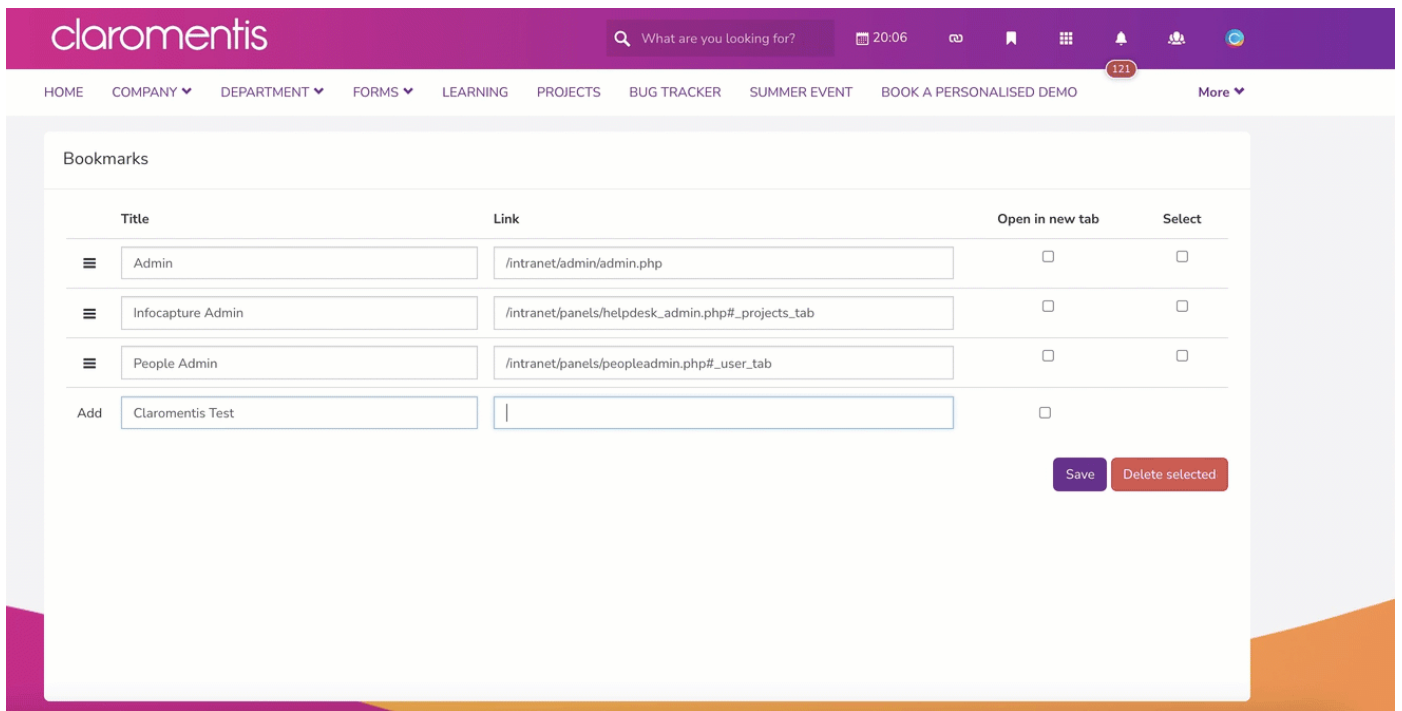 claromentis What are you looking for? 20:06
121
HOME COMPANY DEPARTMENT FORMS LEARNING PROJECTS BUG TRACKER SUMMER EVENT BOOK A PERSONALISED DEMO More
Bookmarks
Title Link Open in new tab Select
Admin /intranet/admin/admin.php
Infocapture Admin /intranet/panels/helpdesk_admin.php#_projects_tab
People Admin /intranet/panels/peopleadmin.php#_user_tab
Add Claromentis Test
Save Delete selected